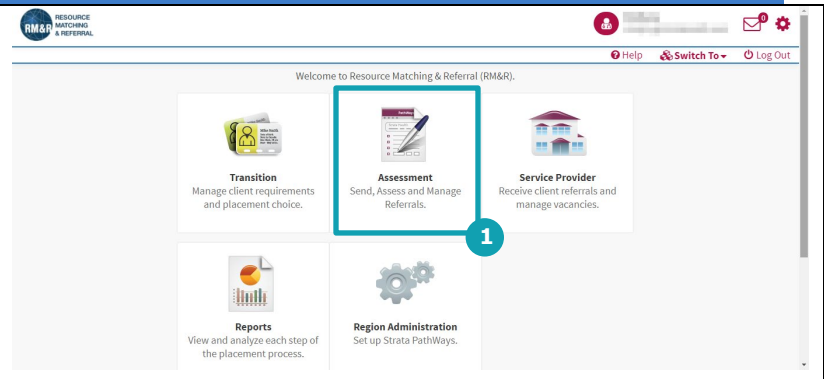 RM&R
RESOURCE
MATCHING
& REFERRAL
0
Help
Switch To
Log Out
Welcome to Resource Matching & Referral (RM&R).
Transition
Manage client requirements
and placement choice.
Assessment
Send, Assess and Manage
Referrals.
Service Provider
Receive client referrals and
manage vacancies.
1
Reports
View and analyze each step of
the placement process.
Region Administration
Set up Strata PathWays.